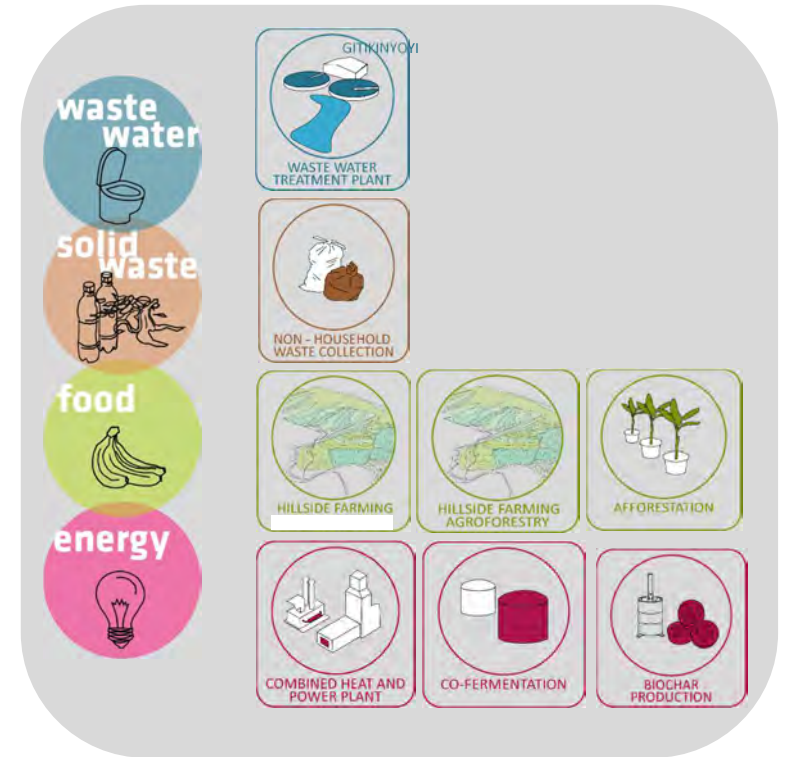 waste
water
GITIKINYOYI
WASTE WATER
TREATMENT PLANT
solid
waste
NON - HOUSEHOLD
WASTE COLLECTION
food
HILLSIDE FARMING
HILLSIDE FARMING
AGROFORESTRY
AFFORESTATION
energy
COMBINED HEAT AND
POWER PLANT
CO-FERMENTATION
BIOCHAR
PRODUCTION